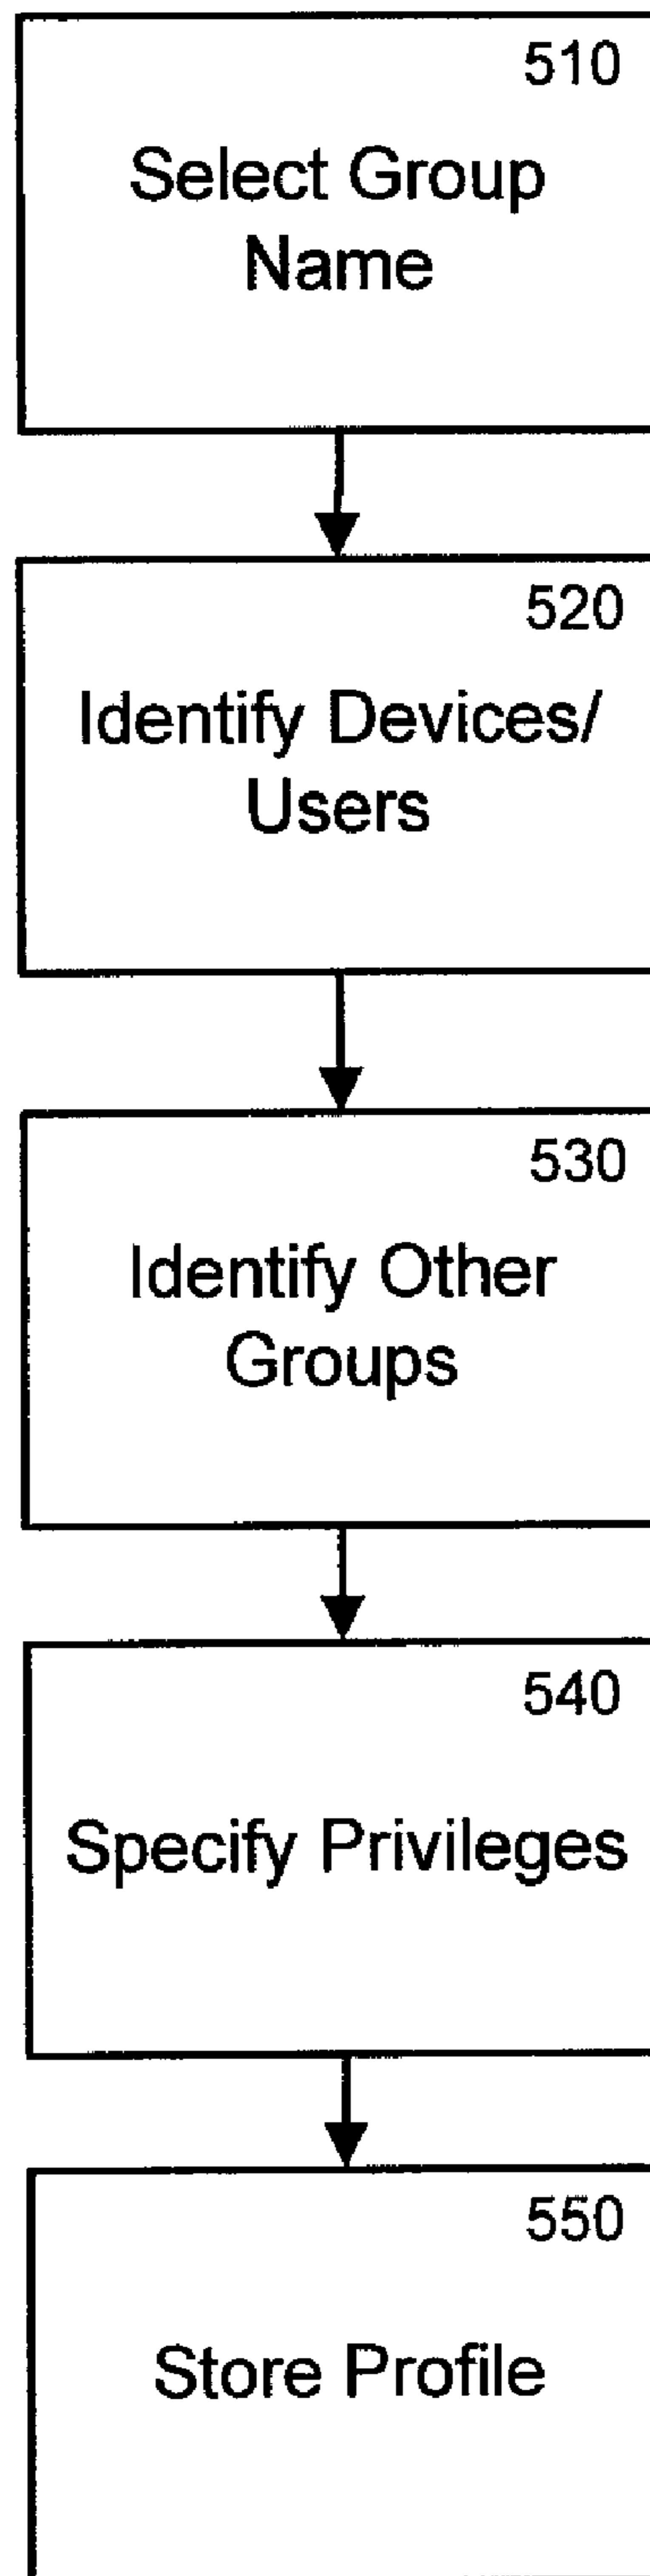 510
Select Group
Name
520
Identify Devices/
Users
530
Identify Other
Groups
540
Specify Privileges
550
Store Profile